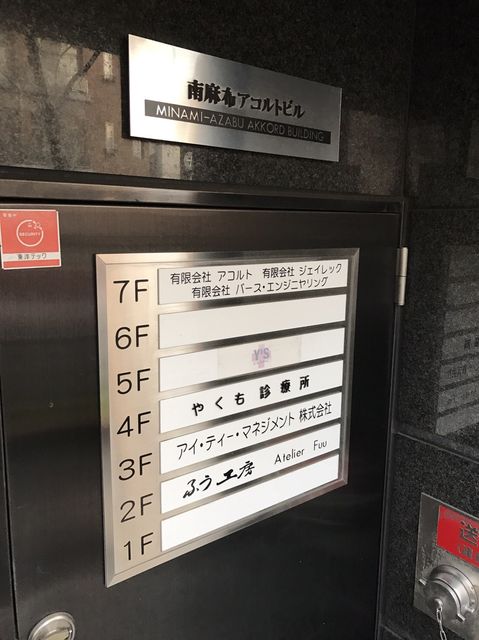 南麻布アコルトビル
MINAMI-AZABU AKKORD BUILDING
SECURITY
東洋テック
7F 有限会社 アコルト 有限会社 ジェイレック
有限会社 バース・エンジニヤリング
6F
5F Y'S
4F やくも診療所
3F アイ・ティー・マネジメント 株式会社
2F ふう工房 Atelier Fuu
1F
送